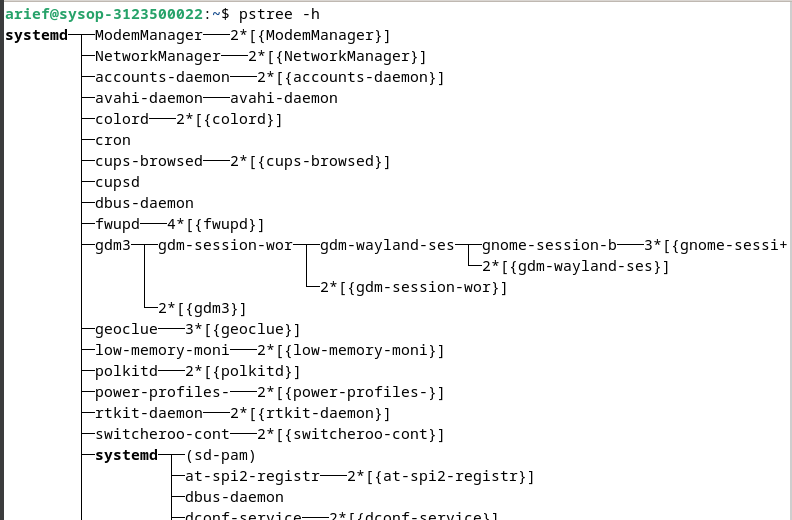 arief@sysop-3123500022:~$ pstree -h
systemd─┬─ModemManager───2*[{ModemManager}]
        ├─NetworkManager───2*[{NetworkManager}]
        ├─accounts-daemon───2*[{accounts-daemon}]
        ├─avahi-daemon───avahi-daemon
        ├─colord───2*[{colord}]
        ├─cron
        ├─cups-browsed───2*[{cups-browsed}]
        ├─cupsd
        ├─dbus-daemon
        ├─fwupd───4*[{fwupd}]
        ├─gdm3─┬─gdm-session-wor─┬─gdm-wayland-ses─┬─gnome-session-b───3*[{gnome-sessi+
        │      │                 │                 └─2*[{gdm-wayland-ses}]
        │      │                 └─2*[{gdm-session-wor}]
        │      └─2*[{gdm3}]
        ├─geoclue───3*[{geoclue}]
        ├─low-memory-moni───2*[{low-memory-moni}]
        ├─polkitd───2*[{polkitd}]
        ├─power-profiles-───2*[{power-profiles-}]
        ├─rtkit-daemon───2*[{rtkit-daemon}]
        ├─switcheroo-cont───2*[{switcheroo-cont}]
        ├─systemd─┬─(sd-pam)
        │         ├─at-spi2-registr───2*[{at-spi2-registr}]
        │         ├─dbus-daemon
        │         ├─dconf-service───2*[{dconf-service}]